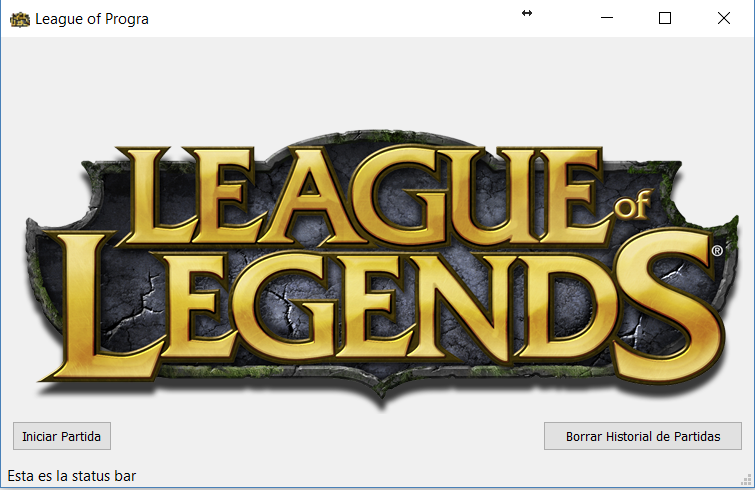 League of Progra
LEAGUE of
LEGENDS®
Iniciar Partida
Borrar Historial de Partidas
Esta es la status bar